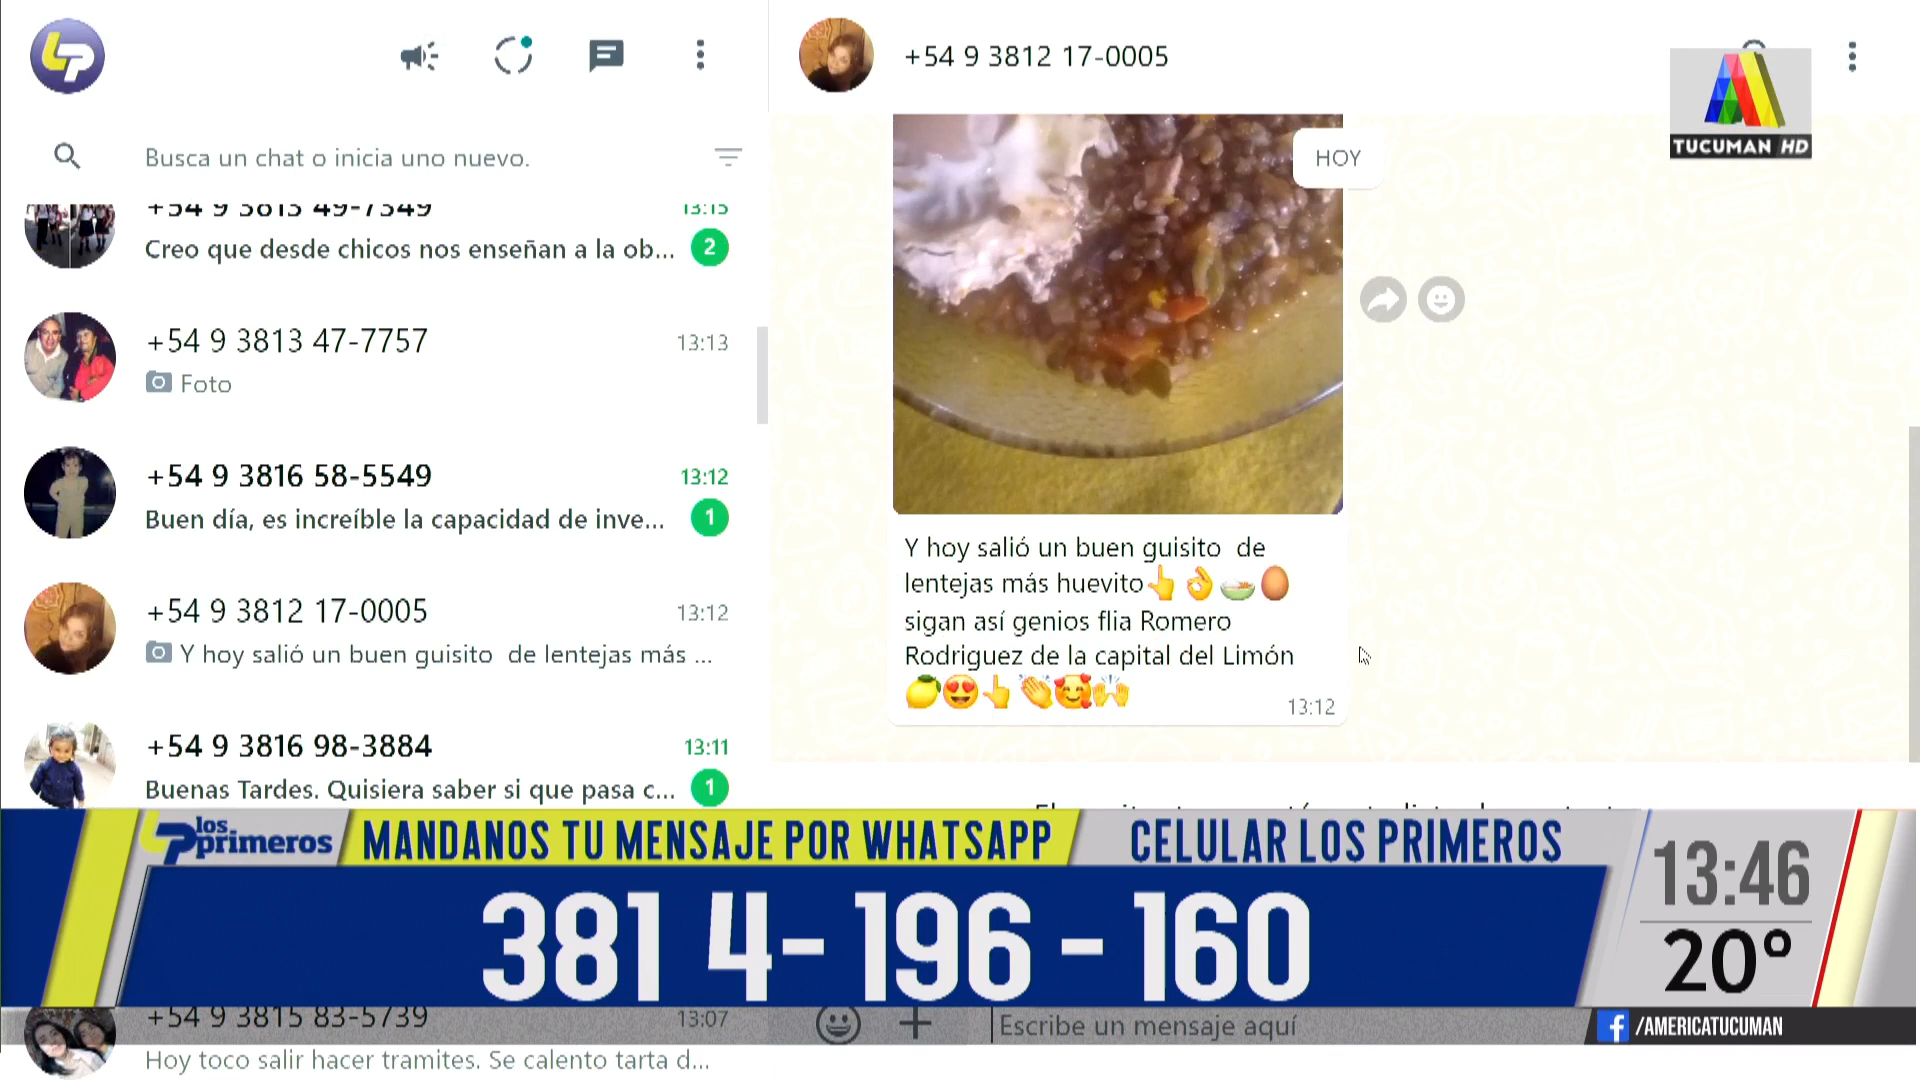 +54 9 3812 17-0005
TUCUMAN HD
Busca un chat o inicia uno nuevo.
HOY
+54 9 3813 49-7349
13:15
Creo que desde chicos nos enseñan a la ob...
2
+54 9 3813 47-7757
13:13
Foto
+54 9 3816 58-5549
13:12
Buen día, es increíble la capacidad de inve...
1
+54 9 3812 17-0005
13:12
Y hoy salió un buen guisito de lentejas más ...
+54 9 3816 98-3884
13:11
Buenas Tardes. Quisiera saber si que pasa c...
1
Y hoy salió un buen guisito de
lentejas más huevito👆👌🥗🥚
sigan así genios flia Romero
Rodriguez de la capital del Limón
🍋😍👆👏🥰🙌
13:12
los primeros
MANDANOS TU MENSAJE POR WHATSAPP
CELULAR LOS PRIMEROS
381 4- 196 - 160
13:46
20°
+54 9 3815 83-5739
13:07
Hoy toco salir hacer tramites. Se calento tarta d...
Escribe un mensaje aquí
/AMERICATUCUMAN